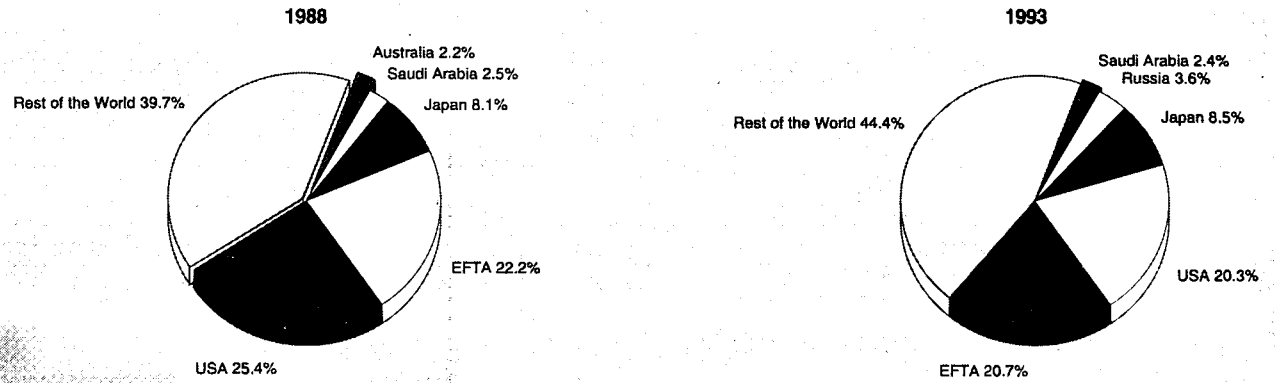 1988
Australia 2.2%
Saudi Arabia 2.5%
Rest of the World 39.7%
Japan 8.1%
EFTA 22.2%
USA 25.4%
1993
Saudi Arabia 2.4%
Russia 3.6%
Japan 8.5%
Rest of the World 44.4%
USA 20.3%
EFTA 20.7%